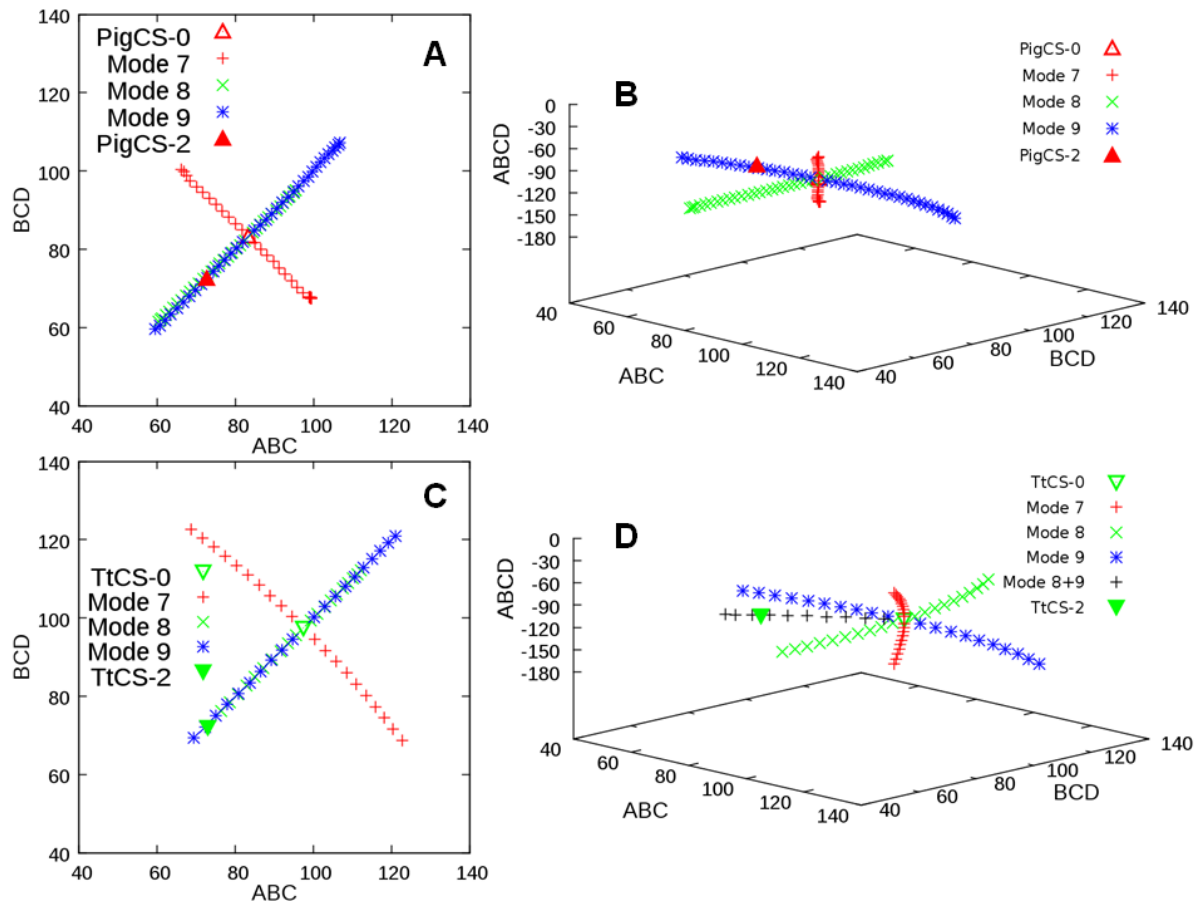 A
PigCS-0
Mode 7
Mode 8
Mode 9
PigCS-2
BCD
140
120
100
80
60
40
40 60 80 100 120 140
ABC
B
PigCS-0
Mode 7
Mode 8
Mode 9
PigCS-2
ABCD
0
-30
-60
-90
-120
-150
-180
40 60 80 100 120 140
ABC
40 60 80 100 120 140
BCD
C
TtCS-0
Mode 7
Mode 8
Mode 9
TtCS-2
BCD
140
120
100
80
60
40
40 60 80 100 120 140
ABC
D
TtCS-0
Mode 7
Mode 8
Mode 9
Mode 8+9
TtCS-2
ABCD
0
-30
-60
-90
-120
-150
-180
40 60 80 100 120 140
ABC
40 60 80 100 120 140
BCD